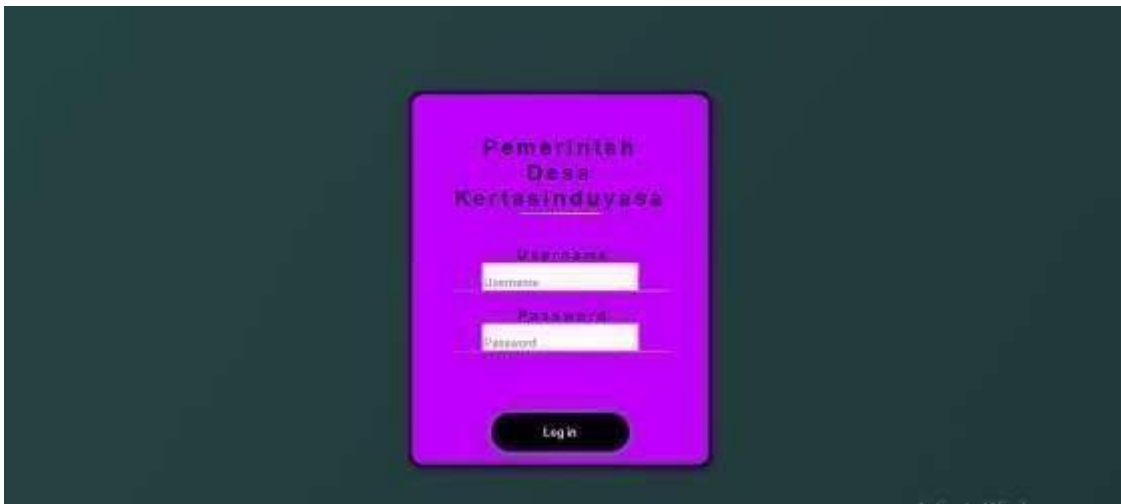 Pemerintah
Desa
Kertasinduyasa
Username
Username
Password
Password
Log in